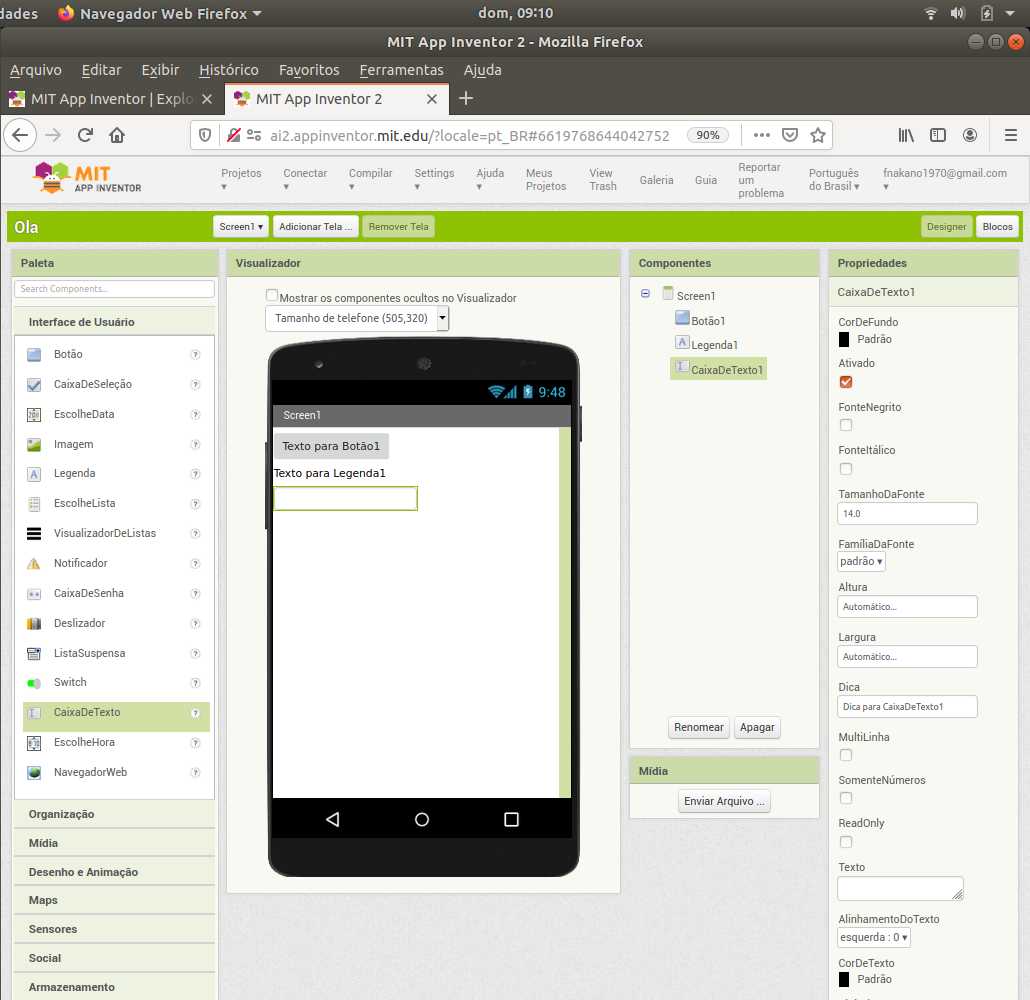 dades
Navegador Web Firefox
dom, 09:10
MIT App Inventor 2 - Mozilla Firefox
Arquivo Editar Exibir Histórico Favoritos Ferramentas Ajuda
MIT App Inventor | Explo
MIT App Inventor 2
ai2.appinventor.mit.edu/?locale=pt_BR#6619768644042752
90%
MIT
APP INVENTOR
Projetos
Conectar
Compilar
Settings
Ajuda
Meus
Projetos
View
Trash
Galeria
Guia
Reportar
um
problema
Português
do Brasil
fnakano1970@gmail.com
Ola
Screen1
Adicionar Tela ...
Remover Tela
Designer
Blocos
Paleta
Search Components...
Interface de Usuário
Botão ?
CaixaDeSeleção ?
EscolheData ?
Imagem ?
Legenda ?
EscolheLista ?
VisualizadorDeListas ?
Notificador ?
CaixaDeSenha ?
Deslizador ?
ListaSuspensa ?
Switch ?
CaixaDeTexto ?
EscolheHora ?
NavegadorWeb ?
Organização
Mídia
Desenho e Animação
Maps
Sensores
Social
Armazenamento
Visualizador
Mostrar os componentes ocultos no Visualizador
Tamanho de telefone (505,320)
9:48
Screen1
Texto para Botão1
Texto para Legenda1
Componentes
Screen1
Botão1
Legenda1
CaixaDeTexto1
Renomear
Apagar
Mídia
Enviar Arquivo ...
Propriedades
CaixaDeTexto1
CorDeFundo
Padrão
Ativado
FonteNegrito
FonteItálico
TamanhoDaFonte
14.0
FamíliaDaFonte
padrão
Altura
Automático...
Largura
Automático...
Dica
Dica para CaixaDeTexto1
MultiLinha
SomenteNúmeros
ReadOnly
Texto
AlinhamentoDoTexto
esquerda : 0
CorDeTexto
Padrão